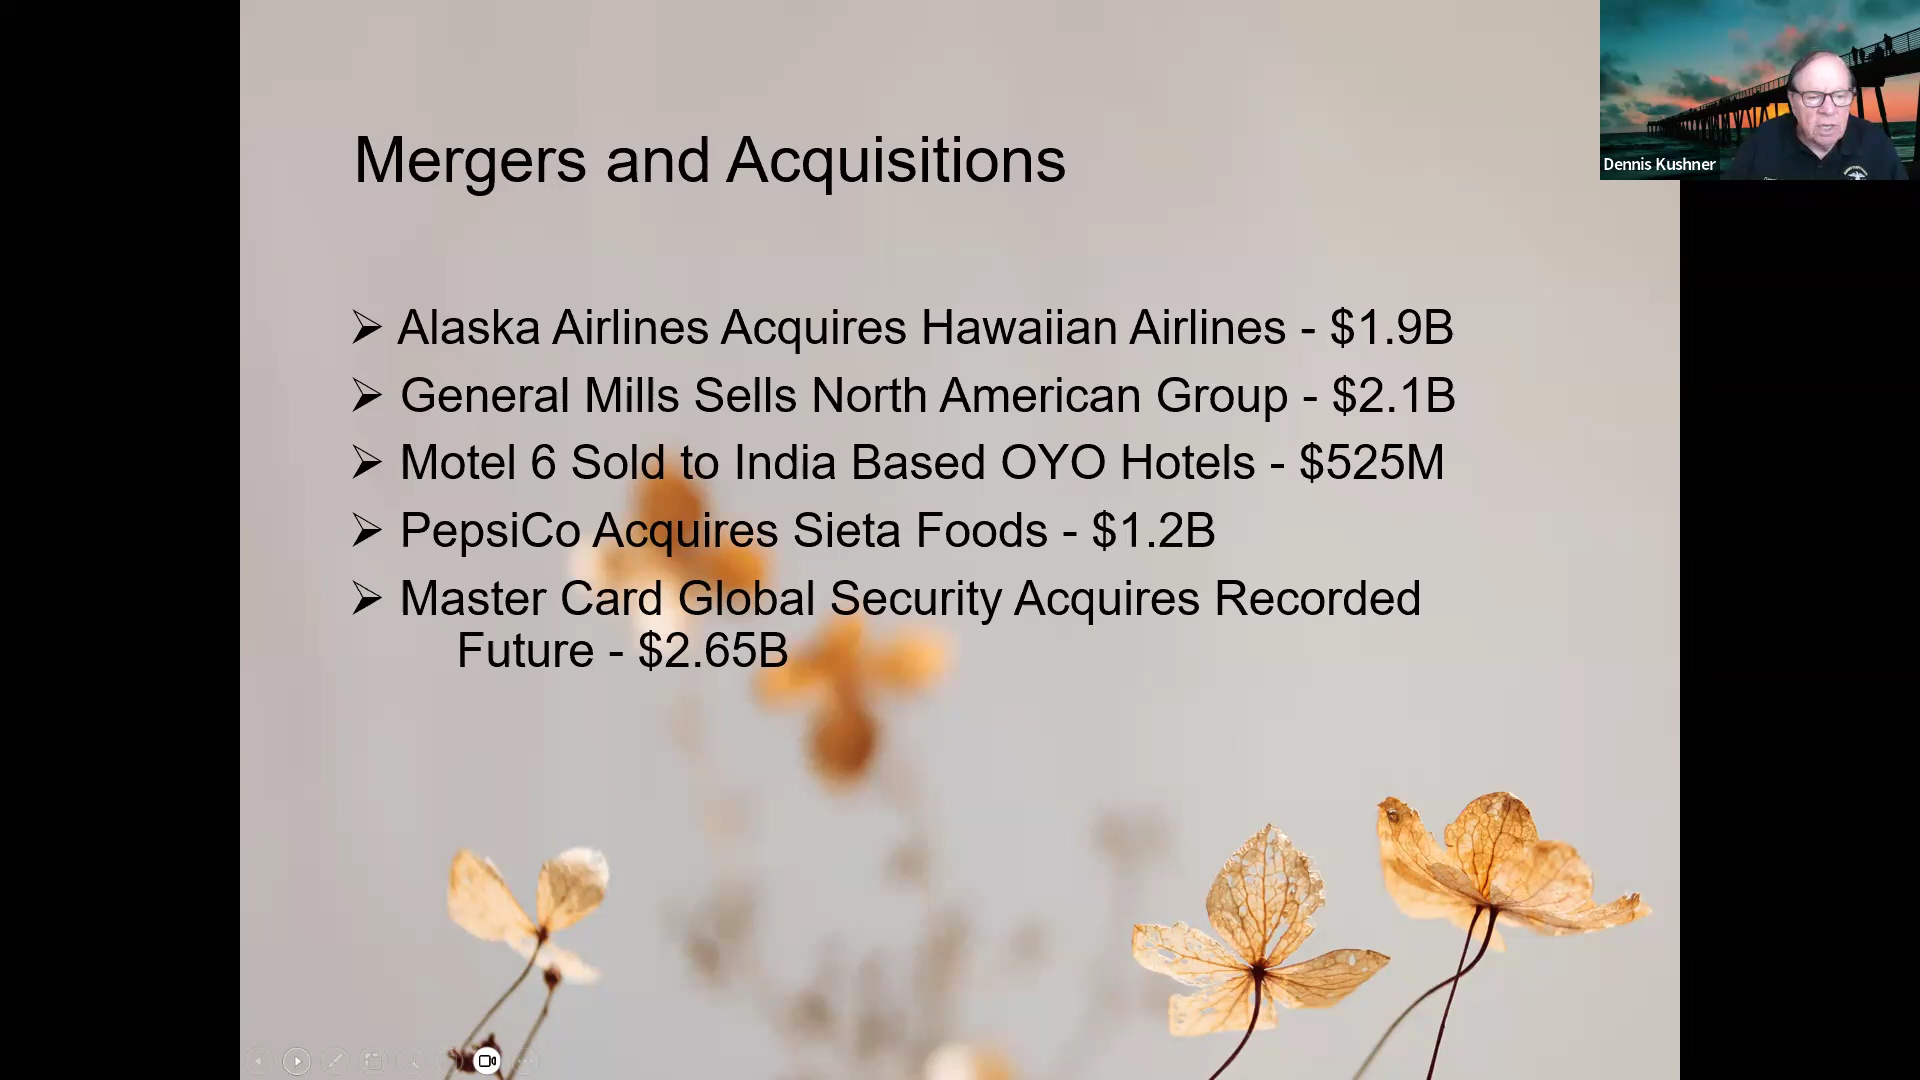 Mergers and Acquisitions
Dennis Kushner
➢ Alaska Airlines Acquires Hawaiian Airlines - $1.9B
➢ General Mills Sells North American Group - $2.1B
➢ Motel 6 Sold to India Based OYO Hotels - $525M
➢ PepsiCo Acquires Sieta Foods - $1.2B
➢ Master Card Global Security Acquires Recorded
Future - $2.65B